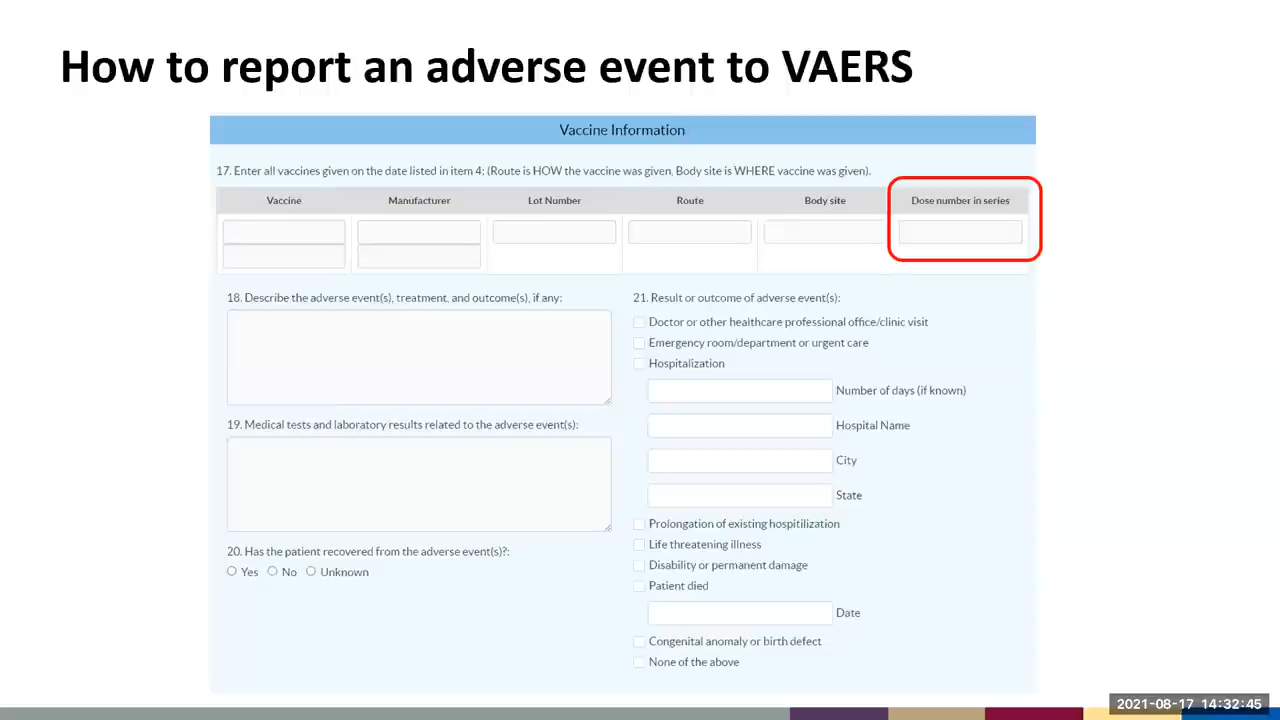 How to report an adverse event to VAERS
Vaccine Information
17. Enter all vaccines given on the date listed in item 4: (Route is HOW the vaccine was given, Body site is WHERE vaccine was given).
Vaccine Manufacturer Lot Number Route Body site Dose number in series
18. Describe the adverse event(s), treatment, and outcome(s), if any:
19. Medical tests and laboratory results related to the adverse event(s):
20. Has the patient recovered from the adverse event(s)?:
Yes No Unknown
21. Result or outcome of adverse event(s):
Doctor or other healthcare professional office/clinic visit
Emergency room/department or urgent care
Hospitalization
Number of days (if known)
Hospital Name
City
State
Prolongation of existing hospitilization
Life threatening illness
Disability or permanent damage
Patient died
Date
Congenital anomaly or birth defect
None of the above
2021-08-17 14:32:45